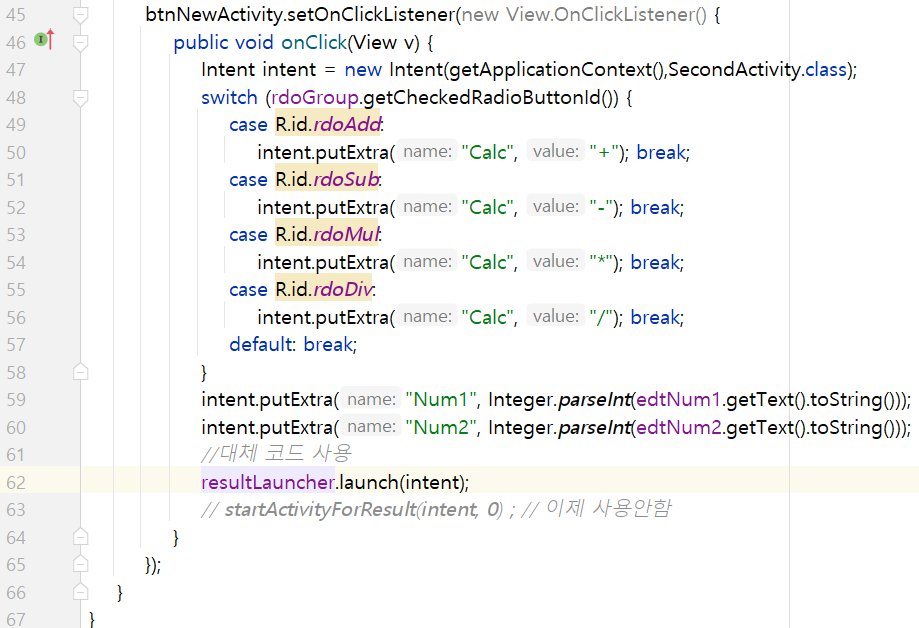 45 btnNewActivity.setOnClickListener(new View.OnClickListener() {
46 public void onClick(View v) {
47 Intent intent = new Intent(getApplicationContext(),SecondActivity.class);
48 switch (rdoGroup.getCheckedRadioButtonId()) {
49 case R.id.rdoAdd:
50 intent.putExtra( name: "Calc", value: "+"); break;
51 case R.id.rdoSub:
52 intent.putExtra( name: "Calc", value: "-"); break;
53 case R.id.rdoMul:
54 intent.putExtra( name: "Calc", value: "*"); break;
55 case R.id.rdoDiv:
56 intent.putExtra( name: "Calc", value: "/"); break;
57 default: break;
58 }
59 intent.putExtra( name: "Num1", Integer.parseInt(edtNum1.getText().toString()));
60 intent.putExtra( name: "Num2", Integer.parseInt(edtNum2.getText().toString()));
61 //대체 코드 사용
62 resultLauncher.launch(intent);
63 // startActivityForResult(intent, 0) ; // 이제 사용안함
64 }
65 });
66 }
67 }